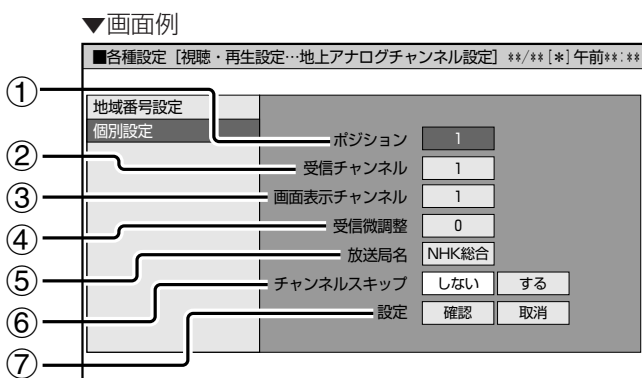 ▼画面例
■各種設定［視聴・再生設定…地上アナログチャンネル設定］ **/**[*]午前**:**
① 地域番号設定
個別設定
ポジション 1
② 受信チャンネル 1
③ 画面表示チャンネル 1
④ 受信微調整 0
⑤ 放送局名 NHK総合
⑥ チャンネルスキップ しない する
⑦ 設定 確認 取消